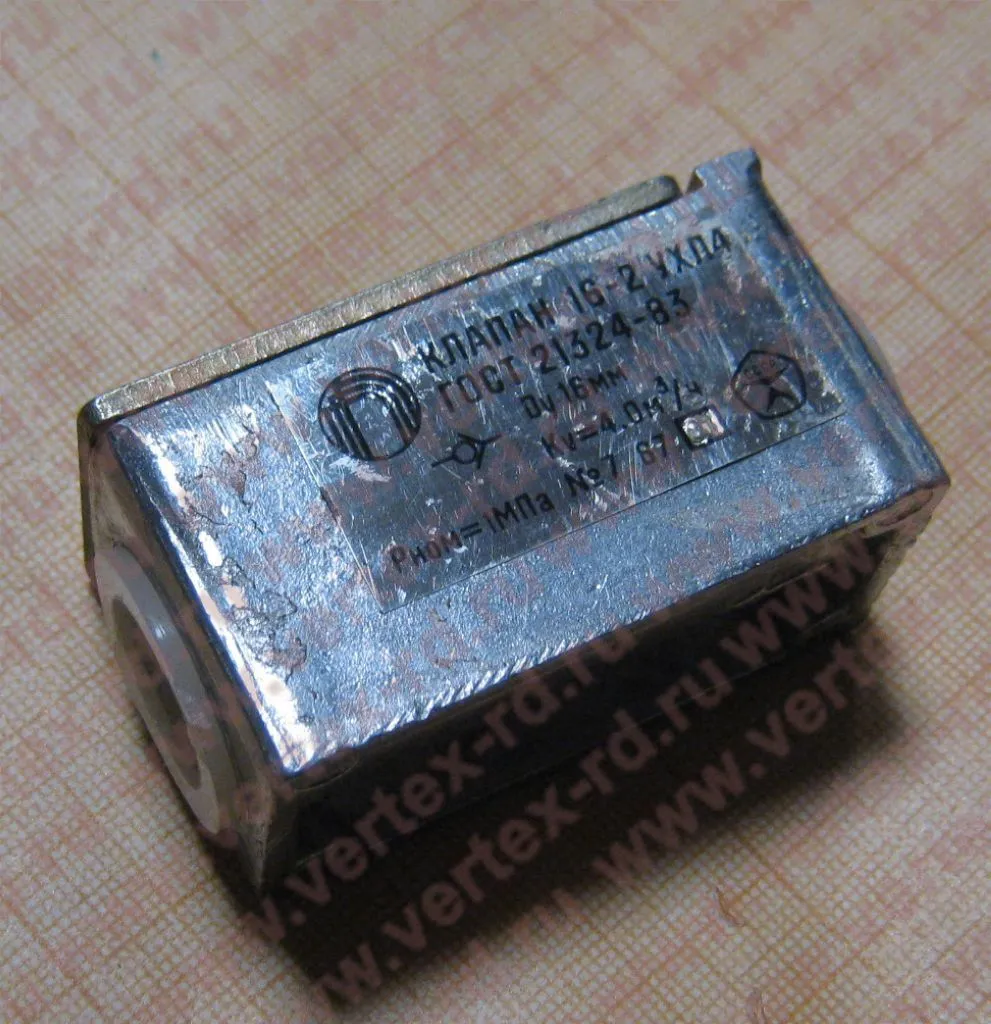 КЛАПАН 16-2 УХЛ4
ГОСТ 21324-83
Dу 16мм
Kv=4.0м³/ч
Рном=1МПа №7 87
www.vertex-rd.ru www.vertex-rd.ru
www.vertex-rd.ru www.vertex-rd.ru